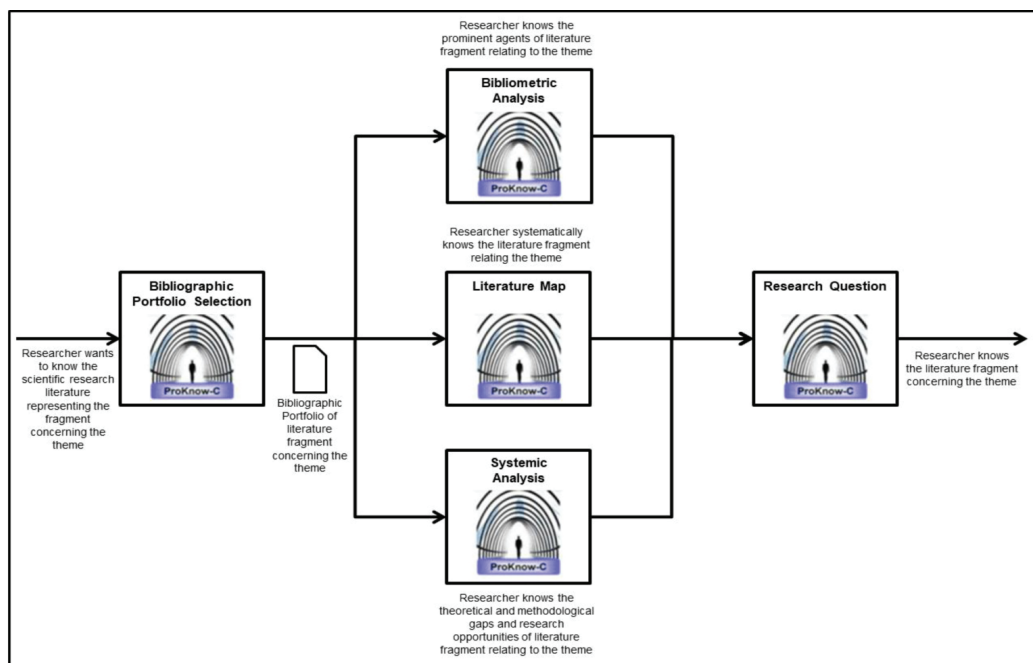 Researcher knows the
prominent agents of literature
fragment relating to the theme
Bibliometric
Analysis
ProKnow-C
Researcher systematically
knows the literature fragment
relating the theme
Bibliographic
Portfolio Selection
ProKnow-C
Researcher wants
to know the
scientific research
literature
representing the
fragment
concerning the
theme
Bibliographic
Portfolio of
literature
fragment
concerning the
theme
Literature Map
ProKnow-C
Research Question
ProKnow-C
Researcher knows
the literature fragment
concerning the theme
Systemic
Analysis
ProKnow-C
Researcher knows the
theoretical and methodological
gaps and research
opportunities of literature
fragment relating to the theme